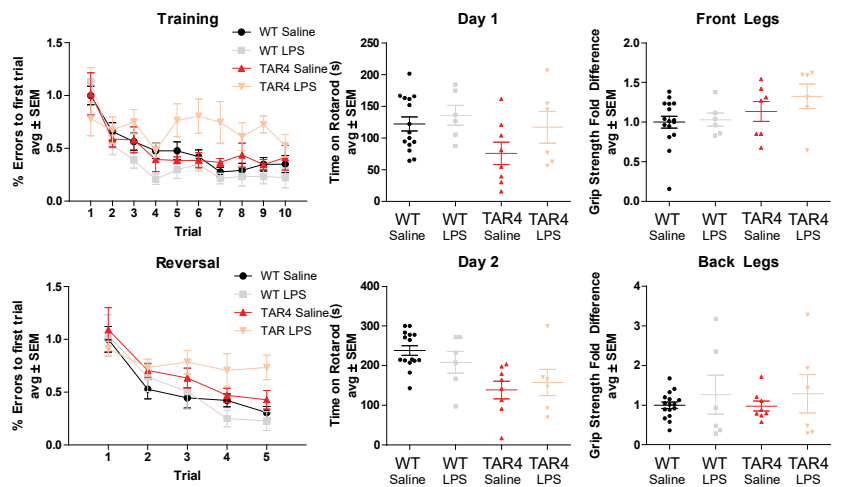 Training
WT Saline
WT LPS
TAR4 Saline
TAR4 LPS
% Errors to first trial
avg ± SEM
1.5
1.0
0.5
0.0
1 2 3 4 5 6 7 8 9 10
Trial
Day 1
Time on Rotarod (s)
avg ± SEM
250
200
150
100
50
0
WT
Saline
WT
LPS
TAR4
Saline
TAR4
LPS
Front Legs
Grip Strength Fold Difference
avg ± SEM
2.0
1.5
1.0
0.5
0.0
WT
Saline
WT
LPS
TAR4
Saline
TAR4
LPS
Reversal
WT Saline
WT LPS
TAR4 Saline
TAR LPS
% Errors to first trial
avg ± SEM
1.5
1.0
0.5
0.0
1 2 3 4 5
Trial
Day 2
Time on Rotarod (s)
avg ± SEM
400
300
200
100
0
WT
Saline
WT
LPS
TAR4
Saline
TAR4
LPS
Back Legs
Grip Strength Fold Difference
avg ± SEM
4
3
2
1
0
WT
Saline
WT
LPS
TAR4
Saline
TAR4
LPS